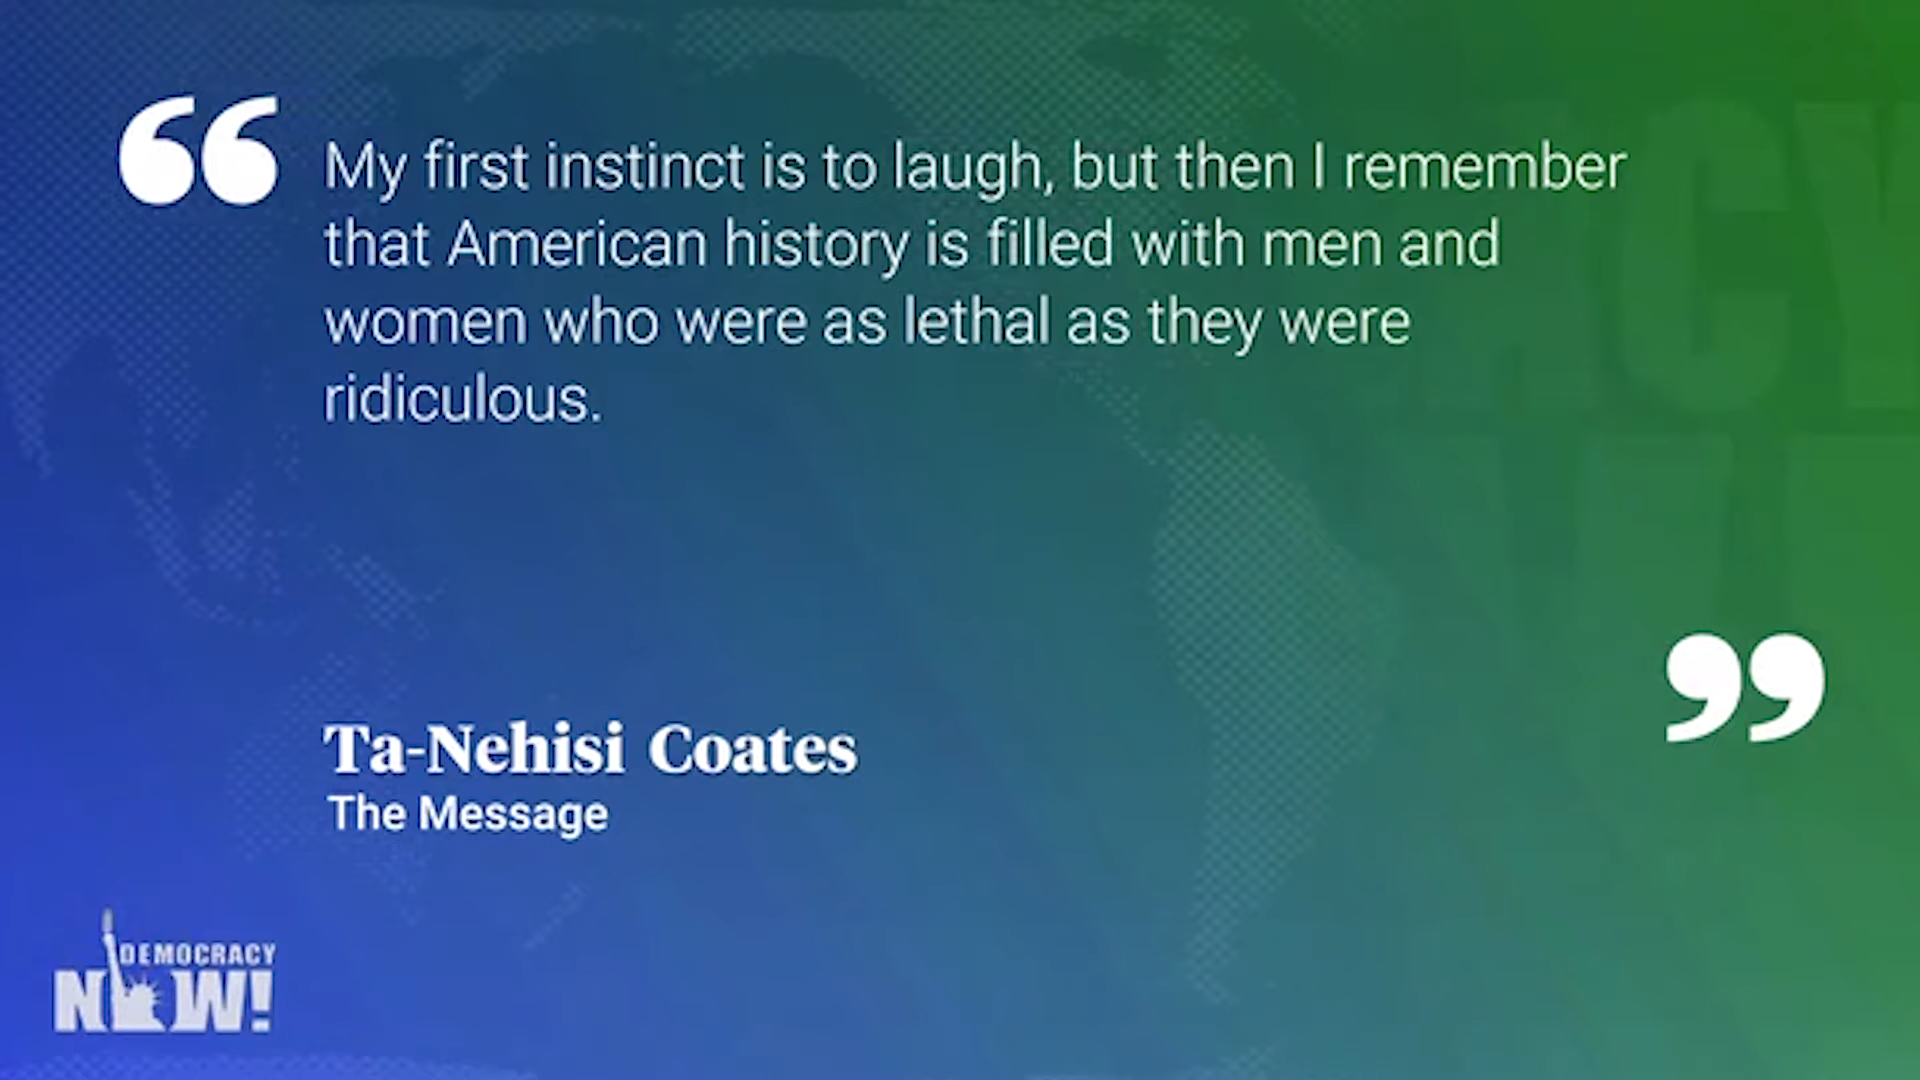 “ My first instinct is to laugh, but then I remember
that American history is filled with men and
women who were as lethal as they were
ridiculous.
”
Ta-Nehisi Coates
The Message
DEMOCRACY
NOW!